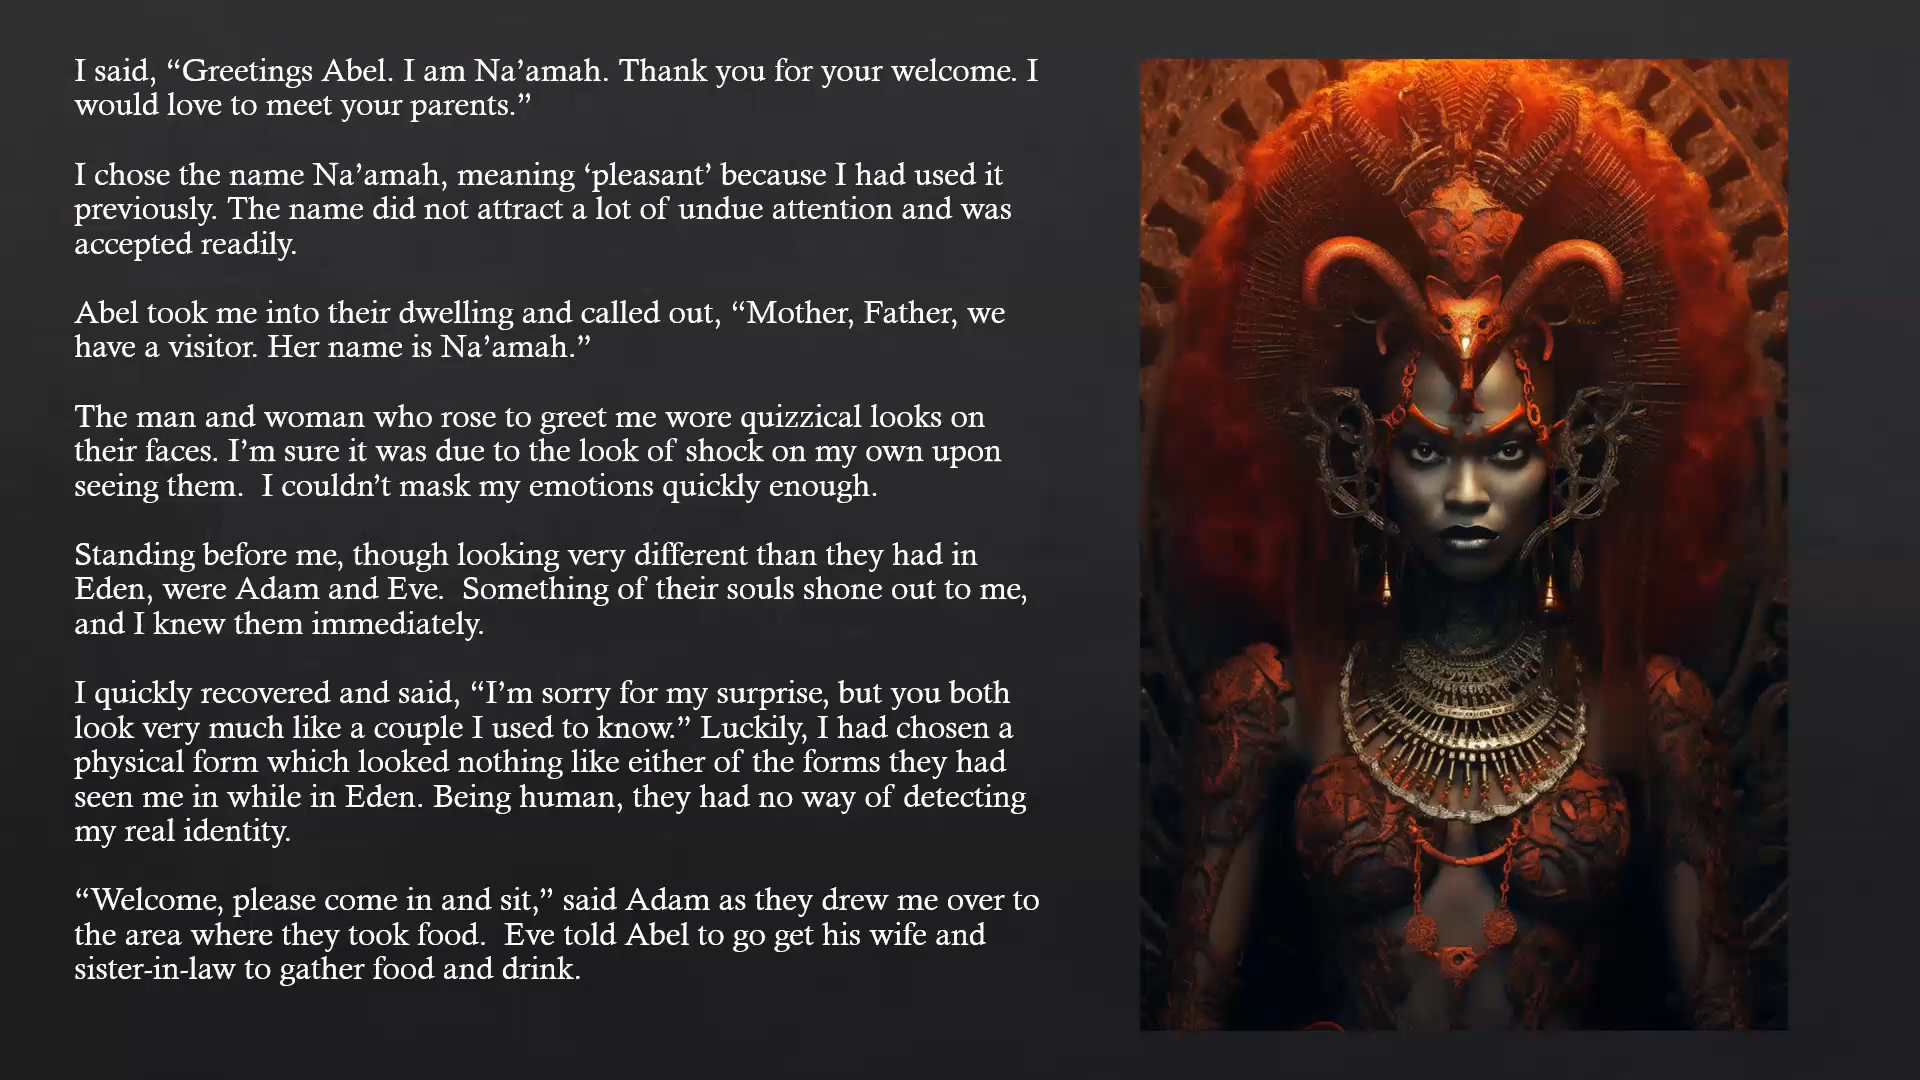 I said, “Greetings Abel. I am Na’amah. Thank you for your welcome. I
would love to meet your parents.”
I chose the name Na’amah, meaning ‘pleasant’ because I had used it
previously. The name did not attract a lot of undue attention and was
accepted readily.
Abel took me into their dwelling and called out, “Mother, Father, we
have a visitor. Her name is Na’amah.”
The man and woman who rose to greet me wore quizzical looks on
their faces. I’m sure it was due to the look of shock on my own upon
seeing them.  I couldn’t mask my emotions quickly enough.
Standing before me, though looking very different than they had in
Eden, were Adam and Eve.  Something of their souls shone out to me,
and I knew them immediately.
I quickly recovered and said, “I’m sorry for my surprise, but you both
look very much like a couple I used to know.” Luckily, I had chosen a
physical form which looked nothing like either of the forms they had
seen me in while in Eden. Being human, they had no way of detecting
my real identity.
“Welcome, please come in and sit,” said Adam as they drew me over to
the area where they took food.  Eve told Abel to go get his wife and
sister-in-law to gather food and drink.